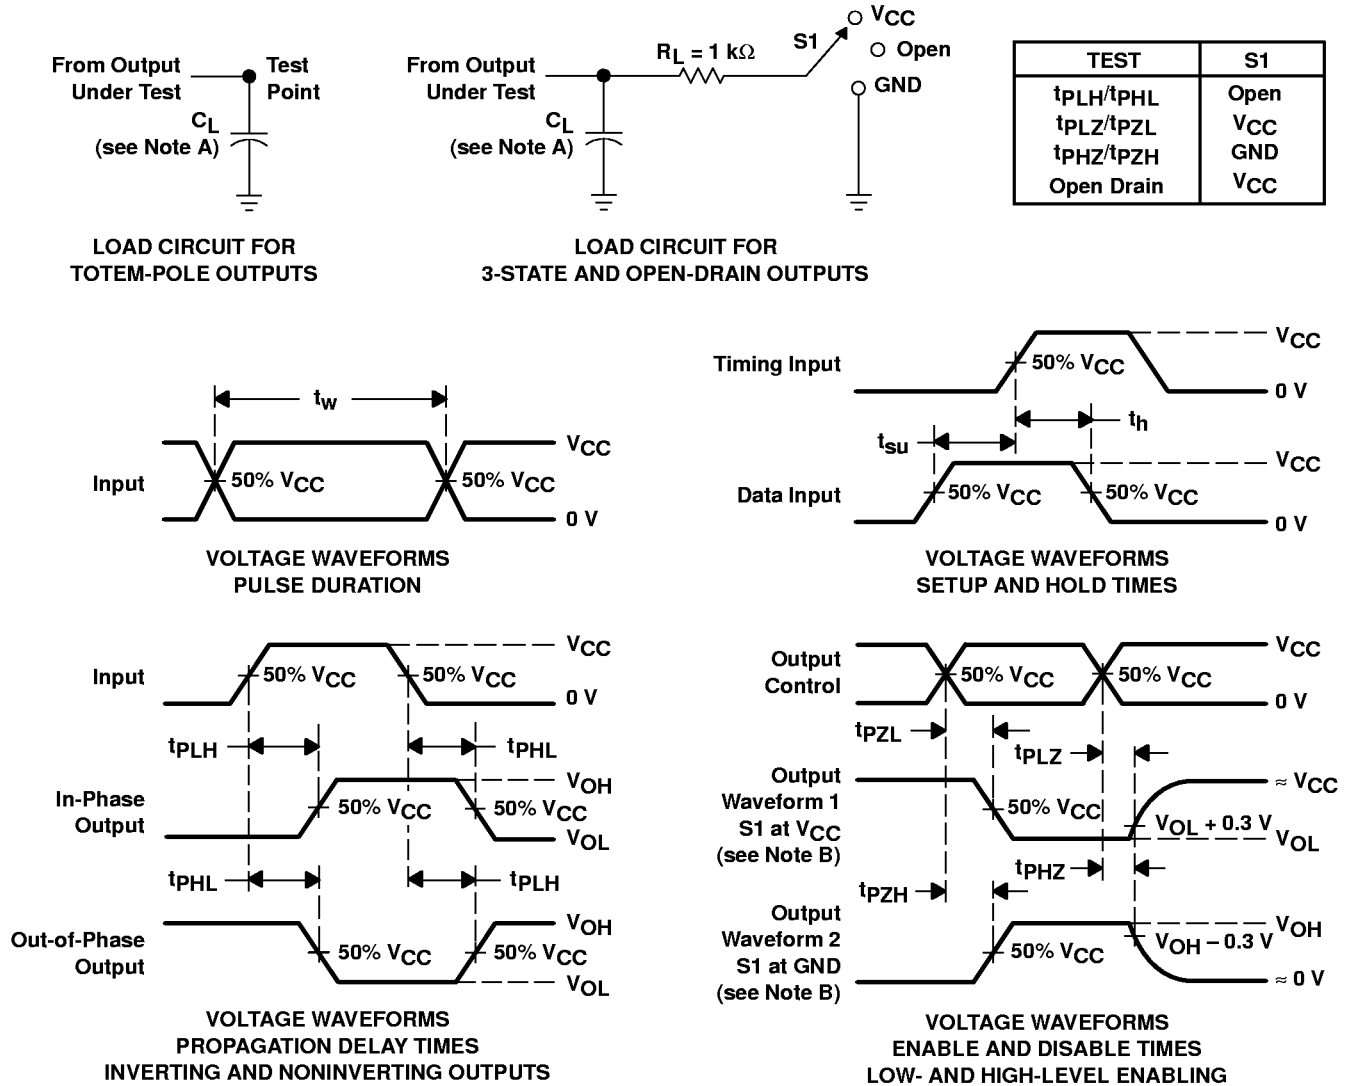 From Output
Under Test
Test
Point
CL
(see Note A)
LOAD CIRCUIT FOR
TOTEM-POLE OUTPUTS
From Output
Under Test
CL
(see Note A)
RL = 1 kΩ
S1
VCC
Open
GND
LOAD CIRCUIT FOR
3-STATE AND OPEN-DRAIN OUTPUTS
TEST S1
tPLH/tPHL Open
tPLZ/tPZL VCC
tPHZ/tPZH GND
Open Drain VCC
tw
Input
50% VCC
50% VCC
VCC
0 V
VOLTAGE WAVEFORMS
PULSE DURATION
Timing Input
50% VCC
VCC
0 V
th
tsu
Data Input
50% VCC
50% VCC
VCC
0 V
VOLTAGE WAVEFORMS
SETUP AND HOLD TIMES
Input
50% VCC
50% VCC
VCC
0 V
tPLH
tPHL
In-Phase
Output
50% VCC
50% VCC
VOH
VOL
tPHL
tPLH
Out-of-Phase
Output
50% VCC
50% VCC
VOH
VOL
VOLTAGE WAVEFORMS
PROPAGATION DELAY TIMES
INVERTING AND NONINVERTING OUTPUTS
Output
Control
50% VCC
50% VCC
VCC
0 V
tPZL
tPLZ
Output
Waveform 1
S1 at VCC
(see Note B)
50% VCC
≈ VCC
VOL + 0.3 V
VOL
tPHZ
tPZH
Output
Waveform 2
S1 at GND
(see Note B)
50% VCC
VOH
VOH – 0.3 V
≈ 0 V
VOLTAGE WAVEFORMS
ENABLE AND DISABLE TIMES
LOW- AND HIGH-LEVEL ENABLING